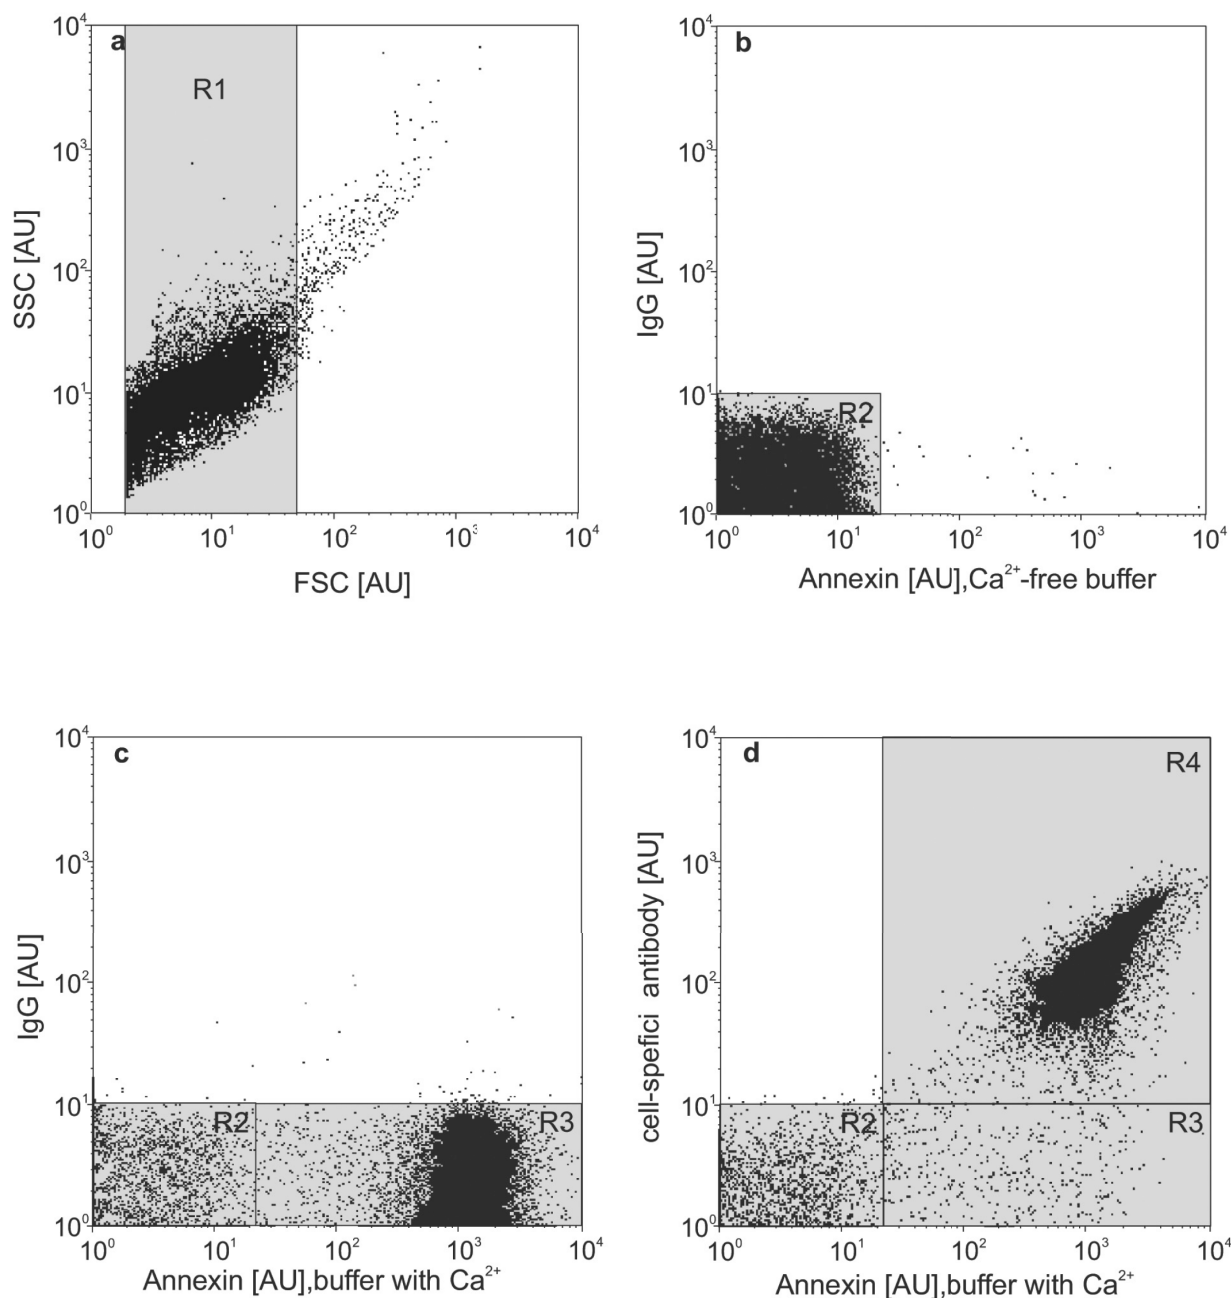 a
R1
10⁴
10³
10²
10¹
10⁰
SSC [AU]
10⁰ 10¹ 10² 10³ 10⁴
FSC [AU]
b
R2
10⁴
10³
10²
10¹
10⁰
IgG [AU]
10⁰ 10¹ 10² 10³ 10⁴
Annexin [AU],Ca²⁺-free buffer
c
R2 R3
10⁴
10³
10²
10¹
10⁰
IgG [AU]
10⁰ 10¹ 10² 10³ 10⁴
Annexin [AU],buffer with Ca²⁺
d
R4
R2 R3
10⁴
10³
10²
10¹
10⁰
cell-spefici antibody [AU]
10⁰ 10¹ 10² 10³ 10⁴
Annexin [AU],buffer with Ca²⁺